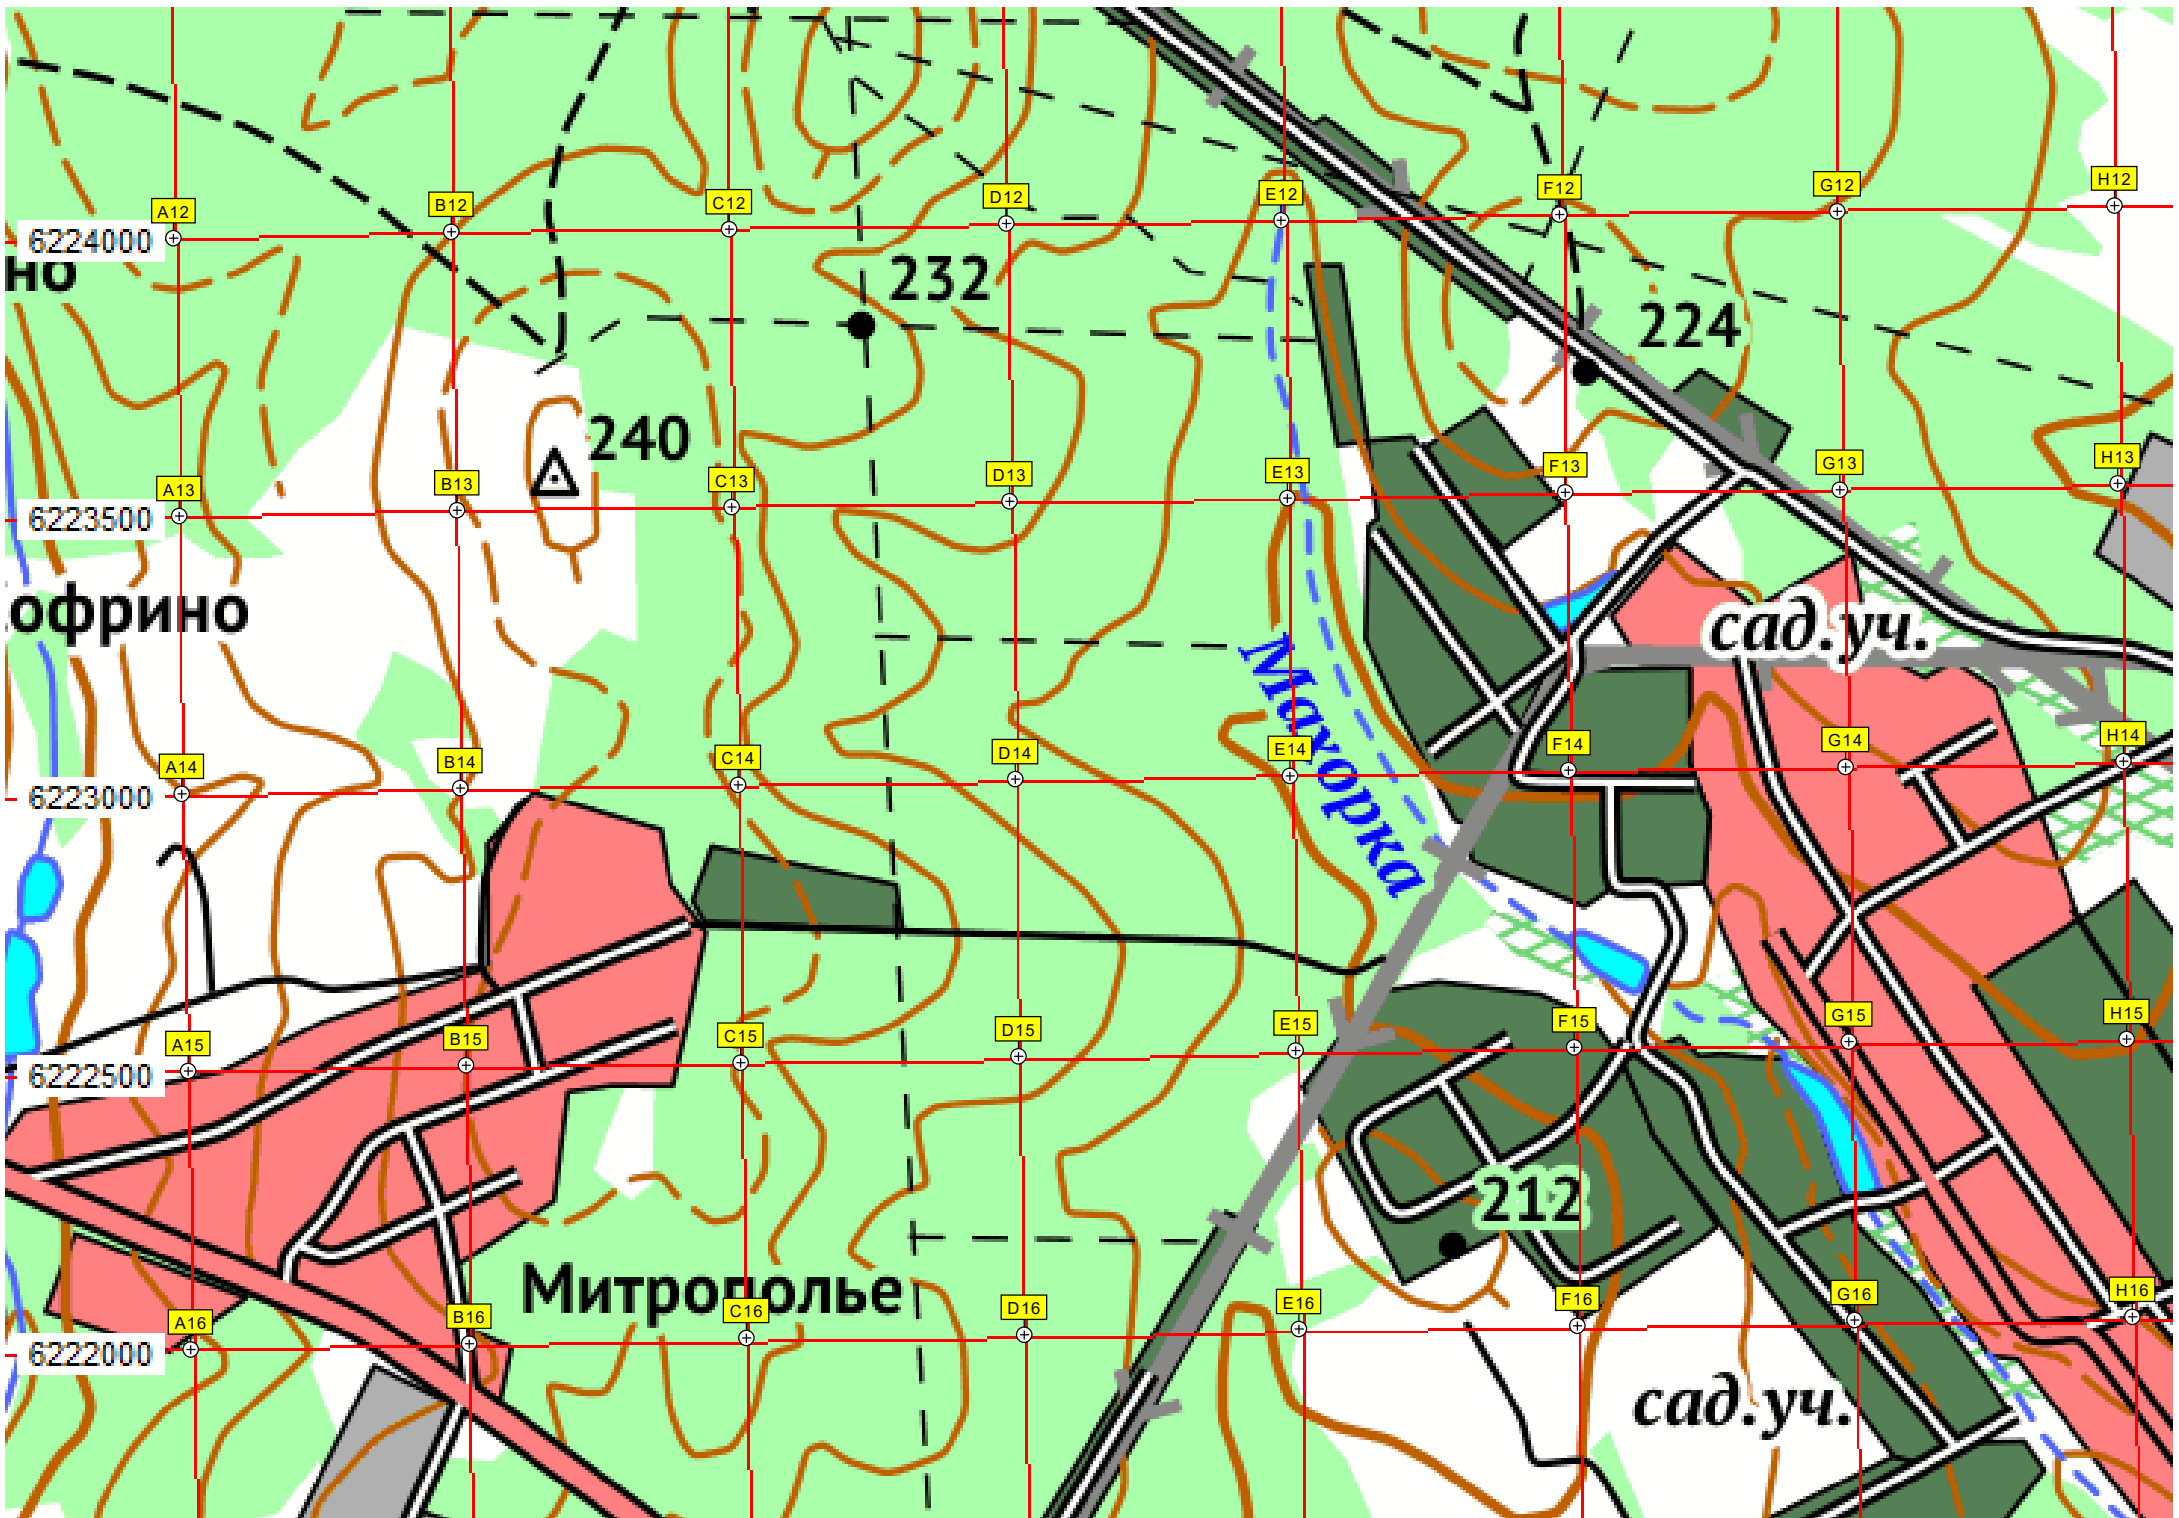 A12 B12 C12 D12 E12 F12 G12 H12
6224000
но
232
224
240
A13 B13 C13 D13 E13 F13 G13 H13
6223500
офрино
сад.уч.
Махорка
A14 B14 C14 D14 E14 F14 G14 H14
6223000
A15 B15 C15 D15 E15 F15 G15 H15
6222500
212
Митрополье
A16 B16 C16 D16 E16 F16 G16 H16
6222000
сад.уч.